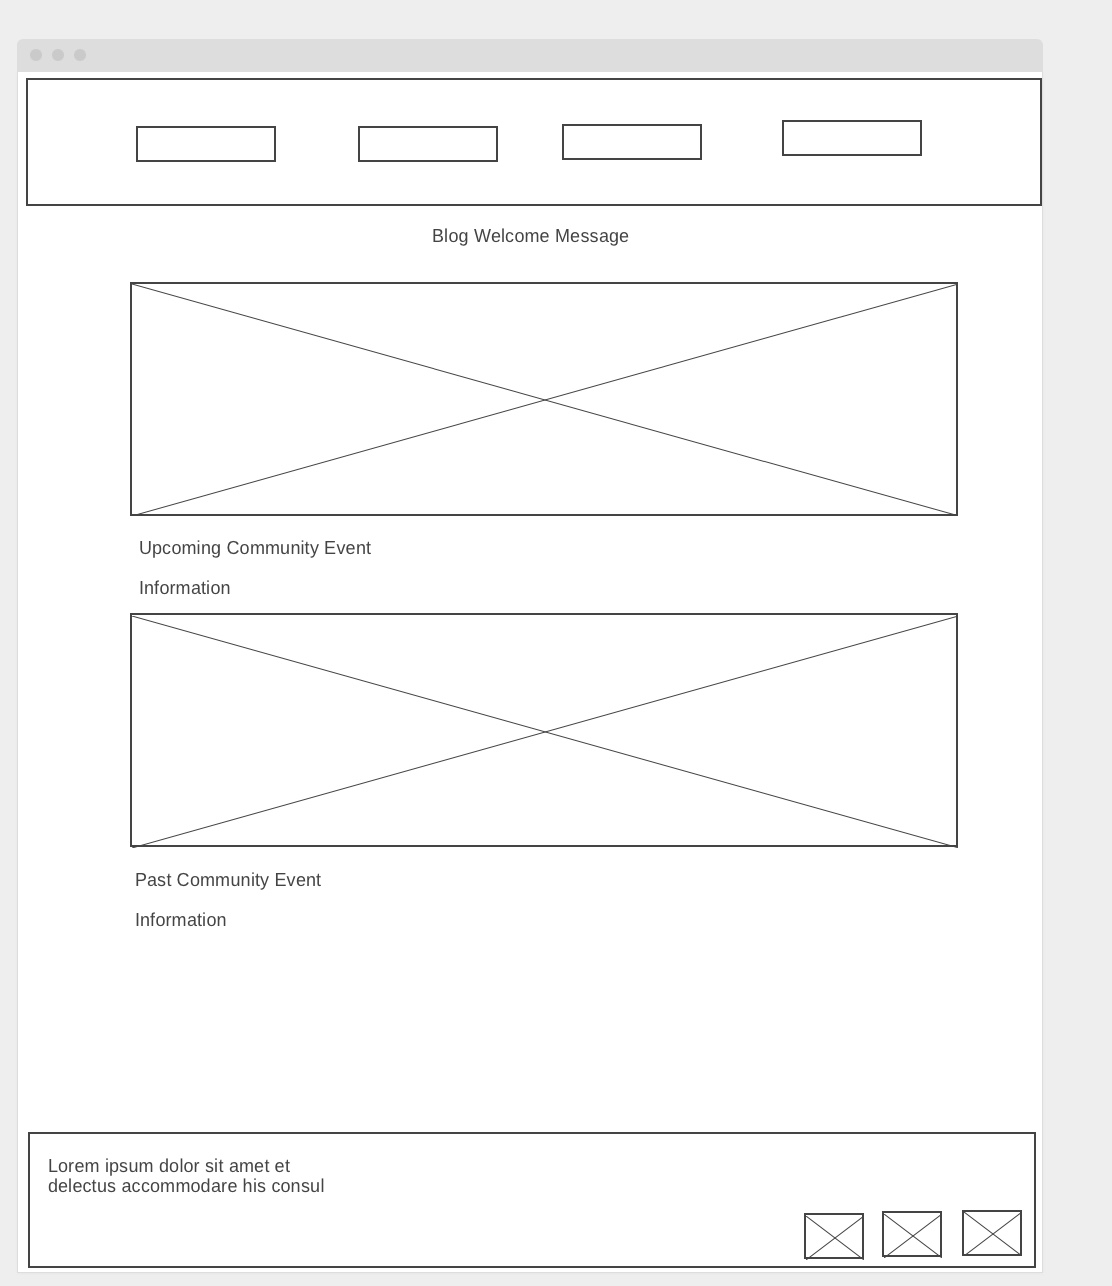 Blog Welcome Message
Upcoming Community Event
Information
Past Community Event
Information
Lorem ipsum dolor sit amet et
delectus accommodare his consul